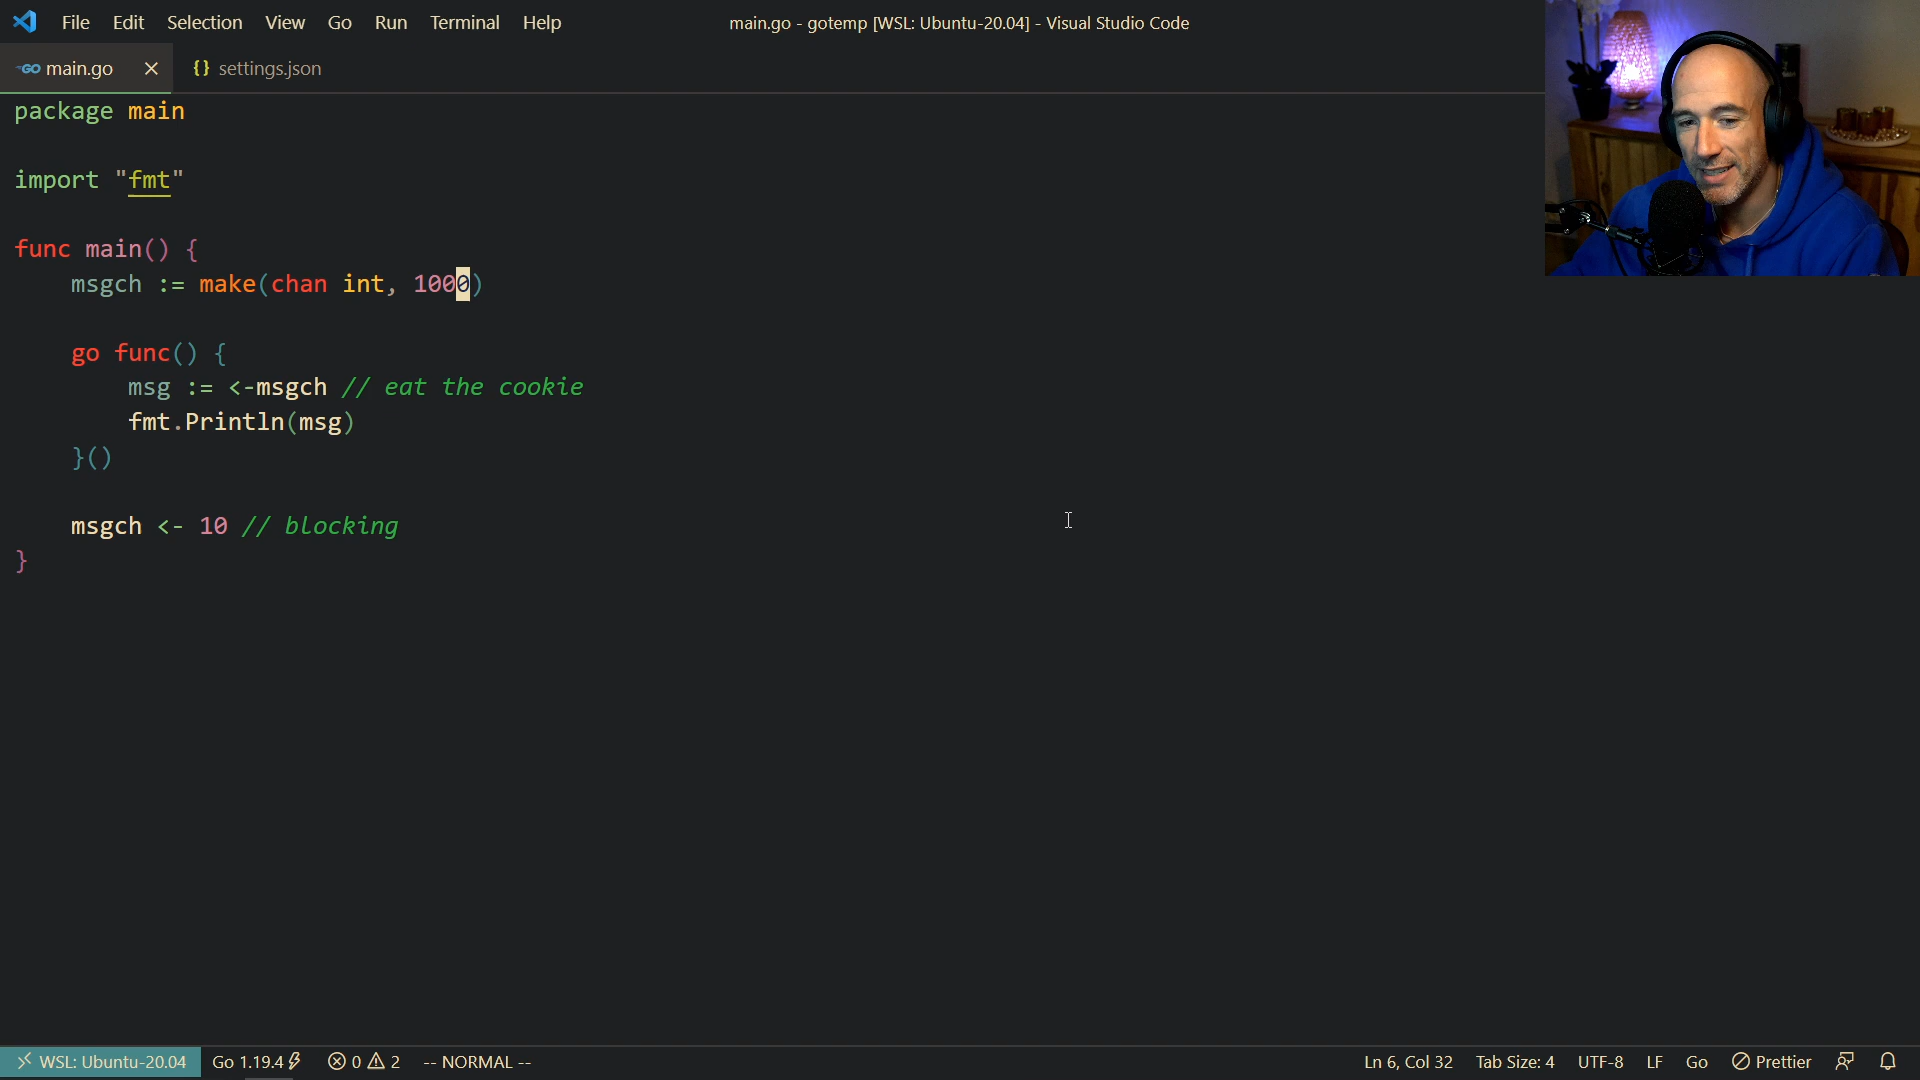 File Edit Selection View Go Run Terminal Help main.go - gotemp [WSL: Ubuntu-20.04] - Visual Studio Code
GO main.go {} settings.json
package main
import "fmt"
func main() {
msgch := make(chan int, 1000)
go func() {
msg := <-msgch // eat the cookie
fmt.Println(msg)
}()
msgch <- 10 // blocking
}
WSL: Ubuntu-20.04 Go 1.19.4 0 2 -- NORMAL -- Ln 6, Col 32 Tab Size: 4 UTF-8 LF Go Prettier